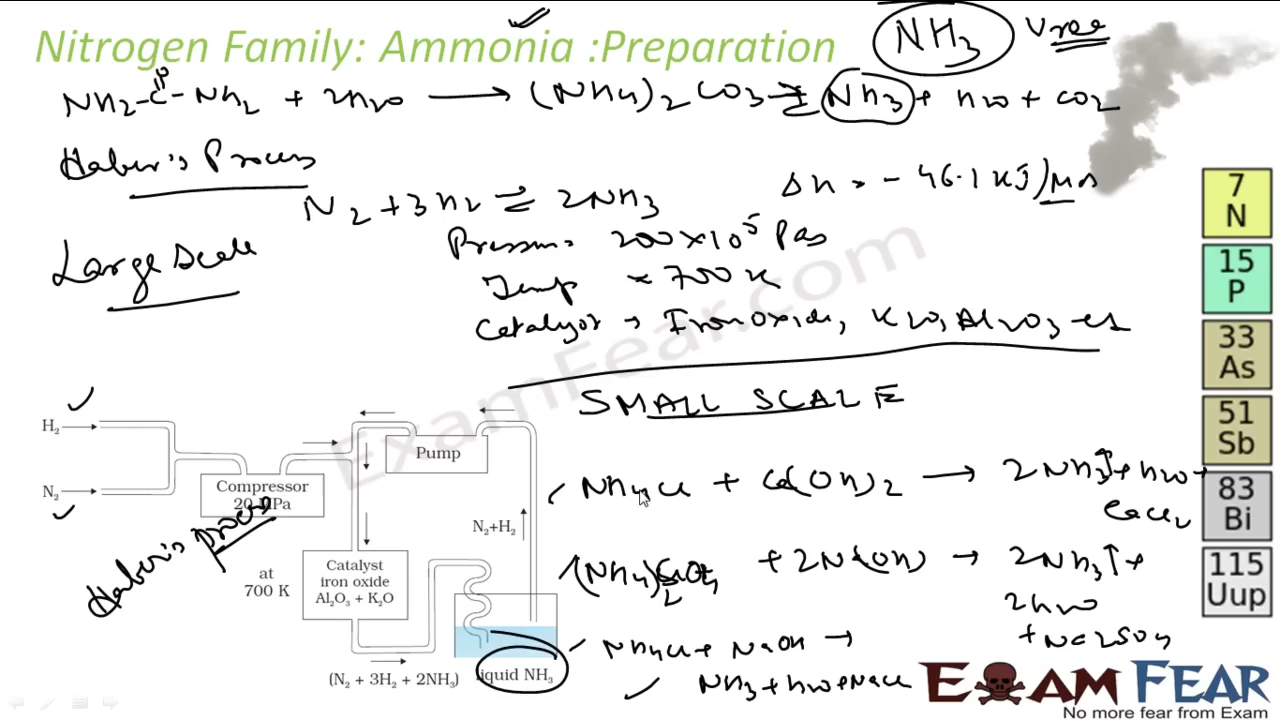 Nitrogen Family: Ammonia :Preparation
NH3 Urea
NH2-C-NH2 + 2H2O → (NH4)2CO3 ⇌ NH3 + H2O + CO2
O
Haber's Process
N2 + 3H2 ⇌ 2NH3
ΔH = - 46.1 KJ/Mol
Large Scale
Pressure = 200×10^5 Pas
Temp ≈ 700 K
Catalyst → Iron Oxide, K2O, Al2O3 etc
SMALL SCALE
NH4Cl + Ca(OH)2 → 2NH3↑ + H2O +
CaCl2
(NH4)2SO4 + 2Na(OH) → 2NH3↑ +
2H2O
+ Na2SO4
NH4Cl + NaOH →
NH3 + H2O + NaCl
H2
N2
Compressor
20 MPa
Pump
N2+H2
Haber's process
at
700 K
Catalyst
iron oxide
Al2O3 + K2O
liquid NH3
(N2 + 3H2 + 2NH3)
7
N
15
P
33
As
51
Sb
83
Bi
115
Uup
ExamFear.com
EXAM FEAR
No more fear from Exam